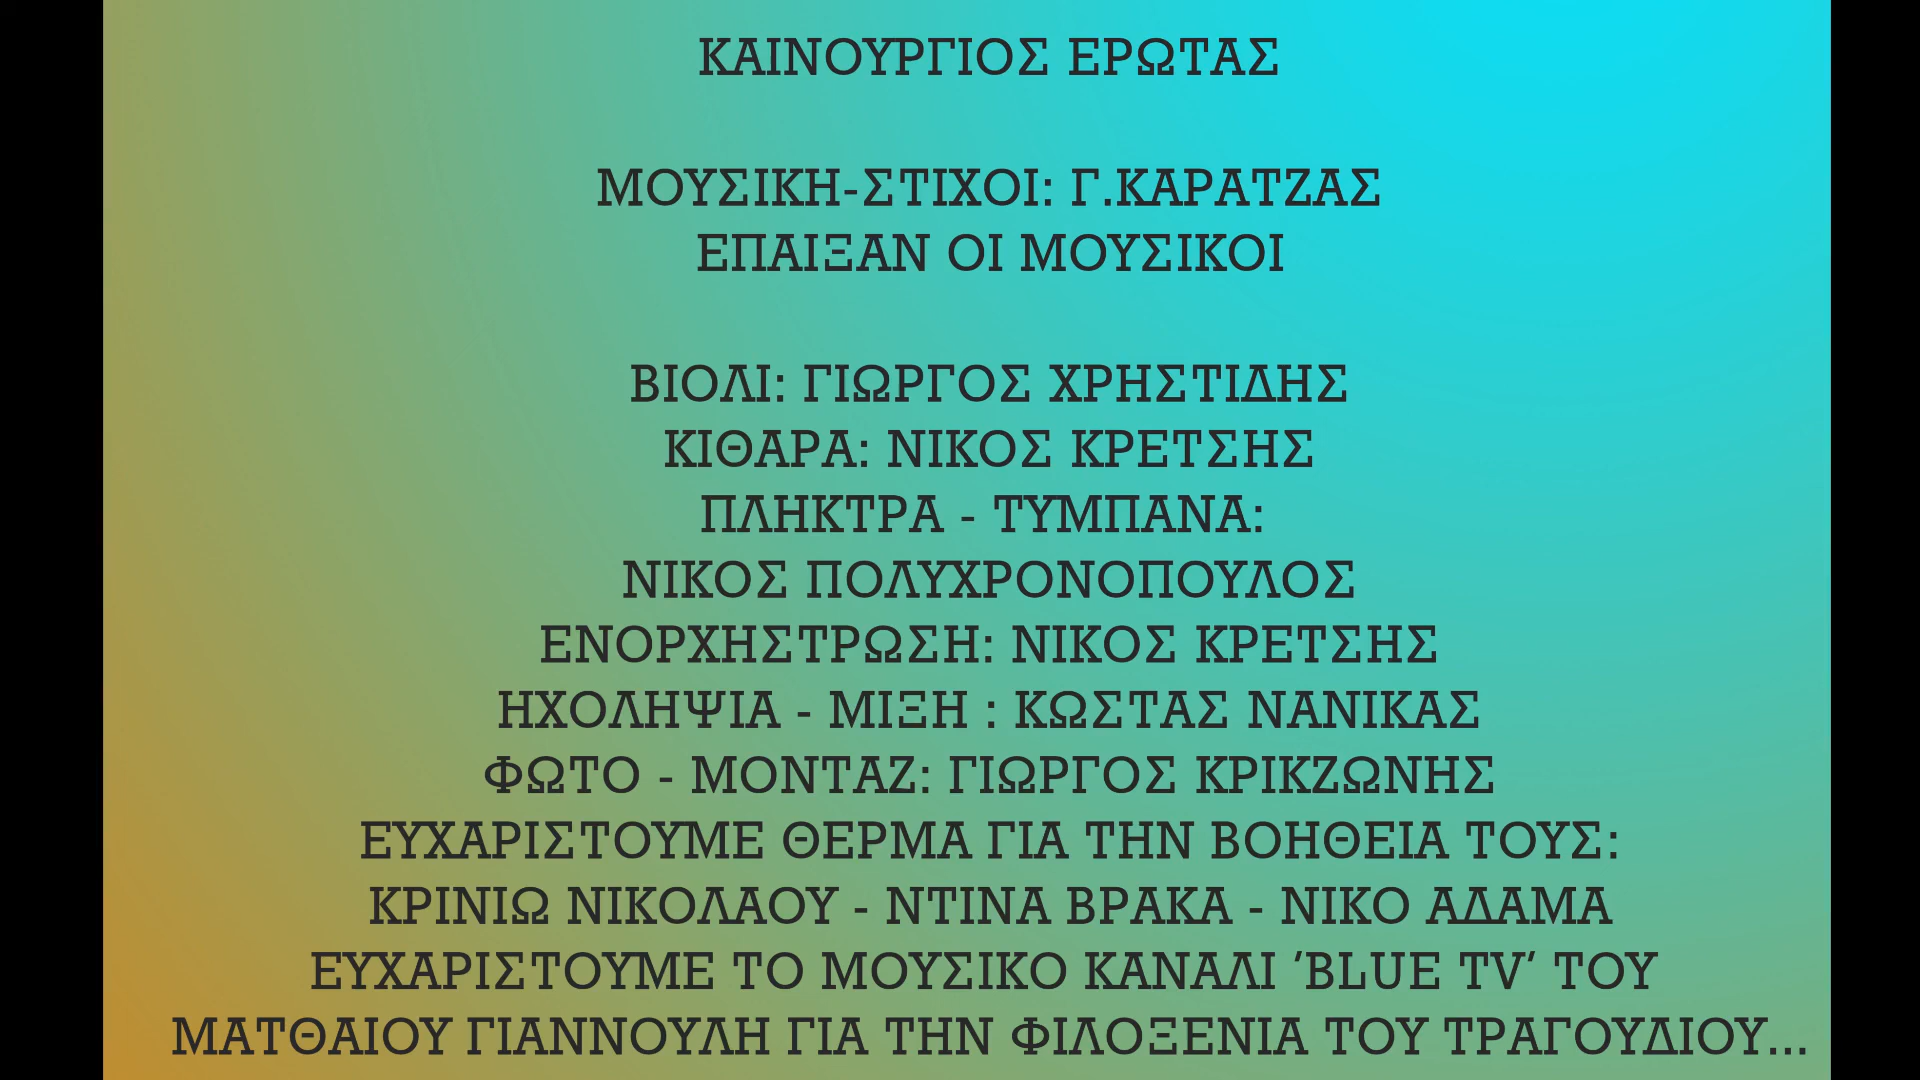 ΚΑΙΝΟΥΡΓΙΟΣ ΕΡΩΤΑΣ
ΜΟΥΣΙΚΗ-ΣΤΙΧΟΙ: Γ.ΚΑΡΑΤΖΑΣ
ΕΠΑΙΞΑΝ ΟΙ ΜΟΥΣΙΚΟΙ
ΒΙΟΛΙ: ΓΙΩΡΓΟΣ ΧΡΗΣΤΙΔΗΣ
ΚΙΘΑΡΑ: ΝΙΚΟΣ ΚΡΕΤΣΗΣ
ΠΛΗΚΤΡΑ - ΤΥΜΠΑΝΑ:
ΝΙΚΟΣ ΠΟΛΥΧΡΟΝΟΠΟΥΛΟΣ
ΕΝΟΡΧΗΣΤΡΩΣΗ: ΝΙΚΟΣ ΚΡΕΤΣΗΣ
ΗΧΟΛΗΨΙΑ - ΜΙΞΗ : ΚΩΣΤΑΣ ΝΑΝΙΚΑΣ
ΦΩΤΟ - ΜΟΝΤΑΖ: ΓΙΩΡΓΟΣ ΚΡΙΚΖΩΝΗΣ
ΕΥΧΑΡΙΣΤΟΥΜΕ ΘΕΡΜΑ ΓΙΑ ΤΗΝ ΒΟΗΘΕΙΑ ΤΟΥΣ:
ΚΡΙΝΙΩ ΝΙΚΟΛΑΟΥ - ΝΤΙΝΑ ΒΡΑΚΑ - ΝΙΚΟ ΑΔΑΜΑ
ΕΥΧΑΡΙΣΤΟΥΜΕ ΤΟ ΜΟΥΣΙΚΟ ΚΑΝΑΛΙ ‘BLUE TV’ ΤΟΥ
ΜΑΤΘΑΙΟΥ ΓΙΑΝΝΟΥΛΗ ΓΙΑ ΤΗΝ ΦΙΛΟΞΕΝΙΑ ΤΟΥ ΤΡΑΓΟΥΔΙΟΥ...